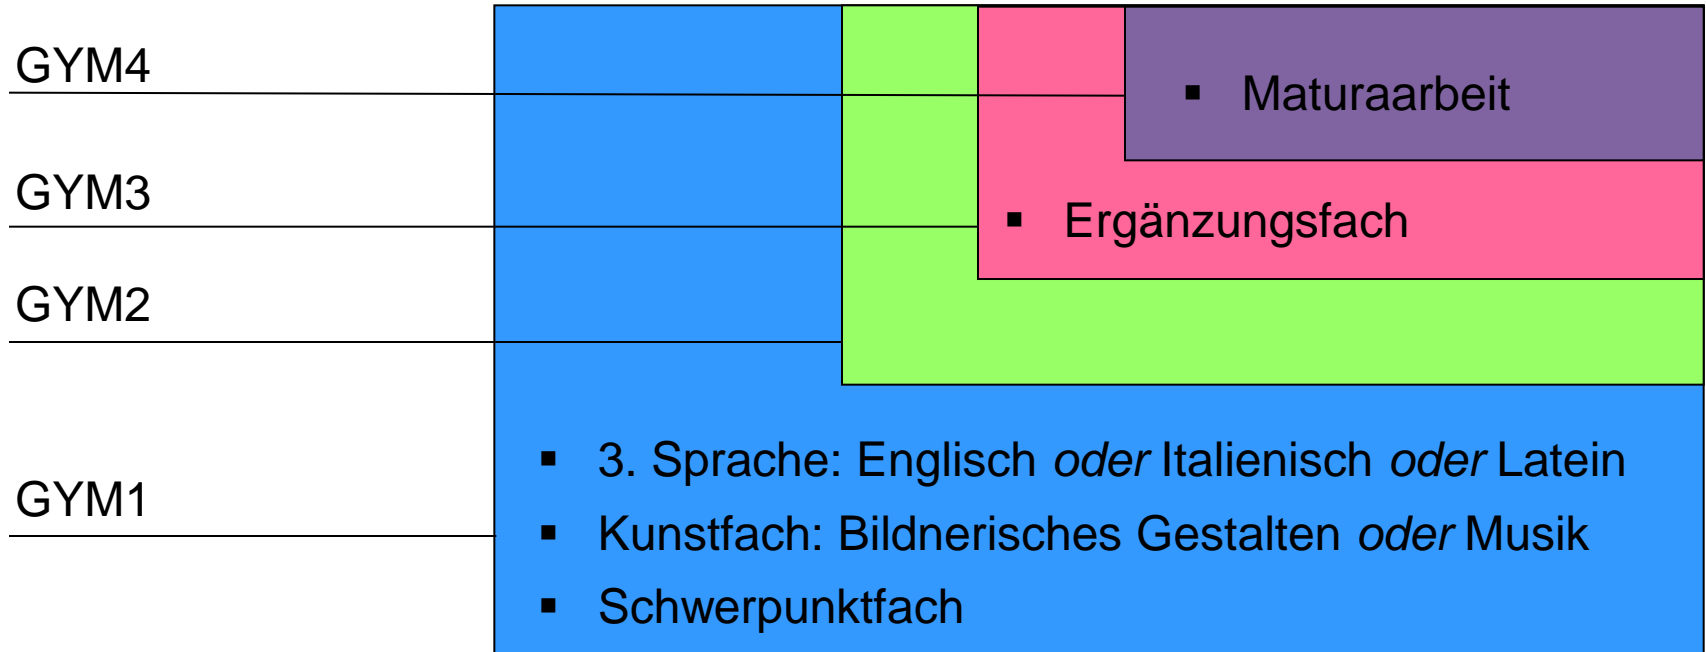 GYM4
▪ Maturaarbeit
GYM3
▪ Ergänzungsfach
GYM2
▪ 3. Sprache: Englisch oder Italienisch oder Latein
GYM1
▪ Kunstfach: Bildnerisches Gestalten oder Musik
▪ Schwerpunktfach